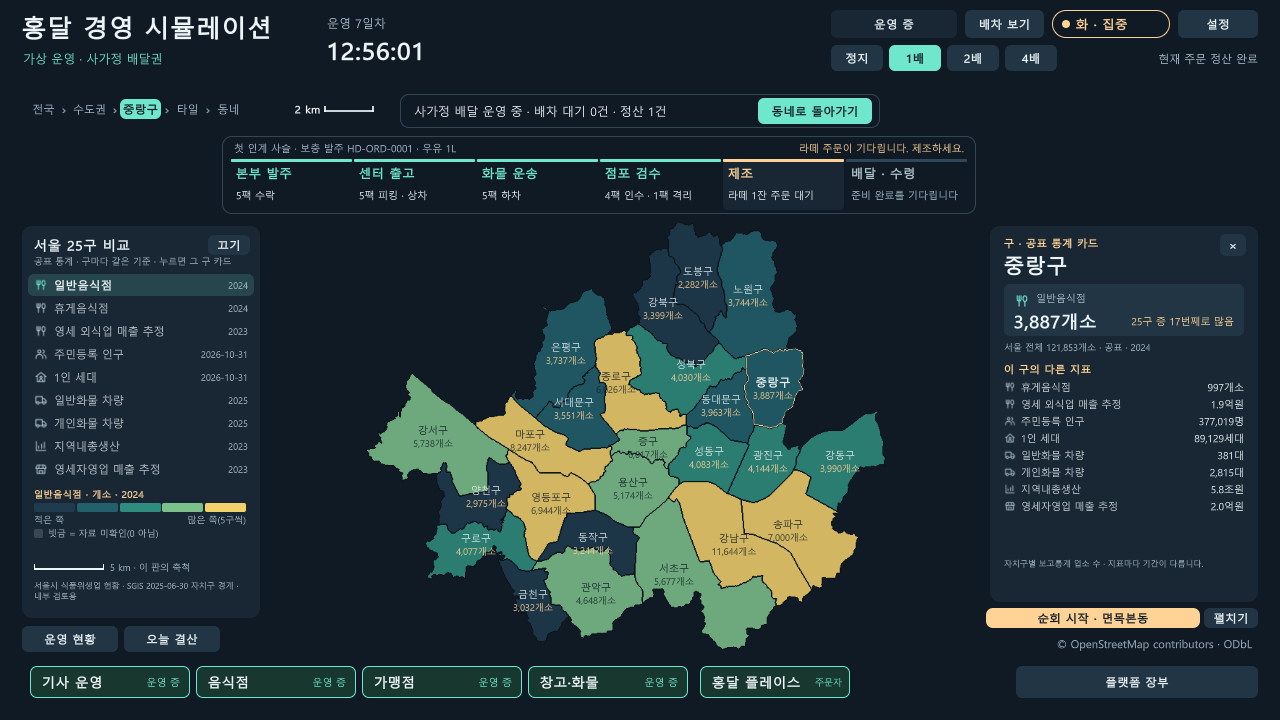 홍달 경영 시뮬레이션
가상 운영 · 사가정 배달권
운영 7일차
12:56:01
운영 중
배차 보기
화 · 집중
설정
정지
1배
2배
4배
현재 주문 정산 완료
전국 › 수도권 › 중랑구 › 타일 › 동네
2 km
사가정 배달 운영 중 · 배차 대기 0건 · 정산 1건
동네로 돌아가기
첫 인계 사슬 · 보충 발주 HD-ORD-0001 · 우유 1L
라떼 주문이 기다립니다. 제조하세요.
본부 발주
5팩 수락
센터 출고
5팩 피킹 · 상차
화물 운송
5팩 하차
점포 검수
4팩 인수 · 1팩 격리
제조
라떼 1잔 주문 대기
배달 · 수령
준비 완료를 기다립니다
서울 25구 비교
끄기
공표 통계 · 구마다 같은 기준 · 누르면 그 구 카드
일반음식점 2024
휴게음식점 2024
영세 외식업 매출 추정 2023
주민등록 인구 2026-10-31
1인 세대 2026-10-31
일반화물 차량 2025
개인화물 차량 2025
지역내총생산 2023
영세자영업 매출 추정 2023
일반음식점 · 개소 · 2024
적은 쪽
많은 쪽(5구씩)
빗금 = 자료 미확인(0 아님)
5 km · 이 판의 축척
서울시 식품위생업 현황 · SGIS 2025-06-30 자치구 경계 ·
내부 검토용
도봉구
2,282개소
노원구
3,744개소
강북구
3,399개소
은평구
3,737개소
성북구
4,030개소
종로구
중랑구
3,887개소
서대문구
3,551개소
동대문구
3,963개소
강서구
5,738개소
마포구
8,247개소
중구
성동구
4,083개소
광진구
4,144개소
강동구
3,990개소
양천구
2,975개소
용산구
5,174개소
영등포구
6,944개소
구로구
4,077개소
동작구
3,244개소
강남구
11,644개소
송파구
7,000개소
서초구
5,677개소
관악구
4,648개소
금천구
3,032개소
구 · 공표 통계 카드
×
중랑구
일반음식점
3,887개소
25구 중 17번째로 많음
서울 전체 121,853개소 · 공표 · 2024
이 구의 다른 지표
휴게음식점 997개소
영세 외식업 매출 추정 1.9억원
주민등록 인구 377,019명
1인 세대 89,129세대
일반화물 차량 381대
개인화물 차량 2,815대
지역내총생산 5.8조원
영세자영업 매출 추정 2.0억원
자치구별 보고통계 업소 수 · 지표마다 기간이 다릅니다.
순회 시작 · 면목본동
펼치기
© OpenStreetMap contributors · ODbL
운영 현황
오늘 결산
기사 운영 운영 중
음식점 운영 중
가맹점 운영 중
창고·화물 운영 중
홍달 플레이스 주문자
플랫폼 장부